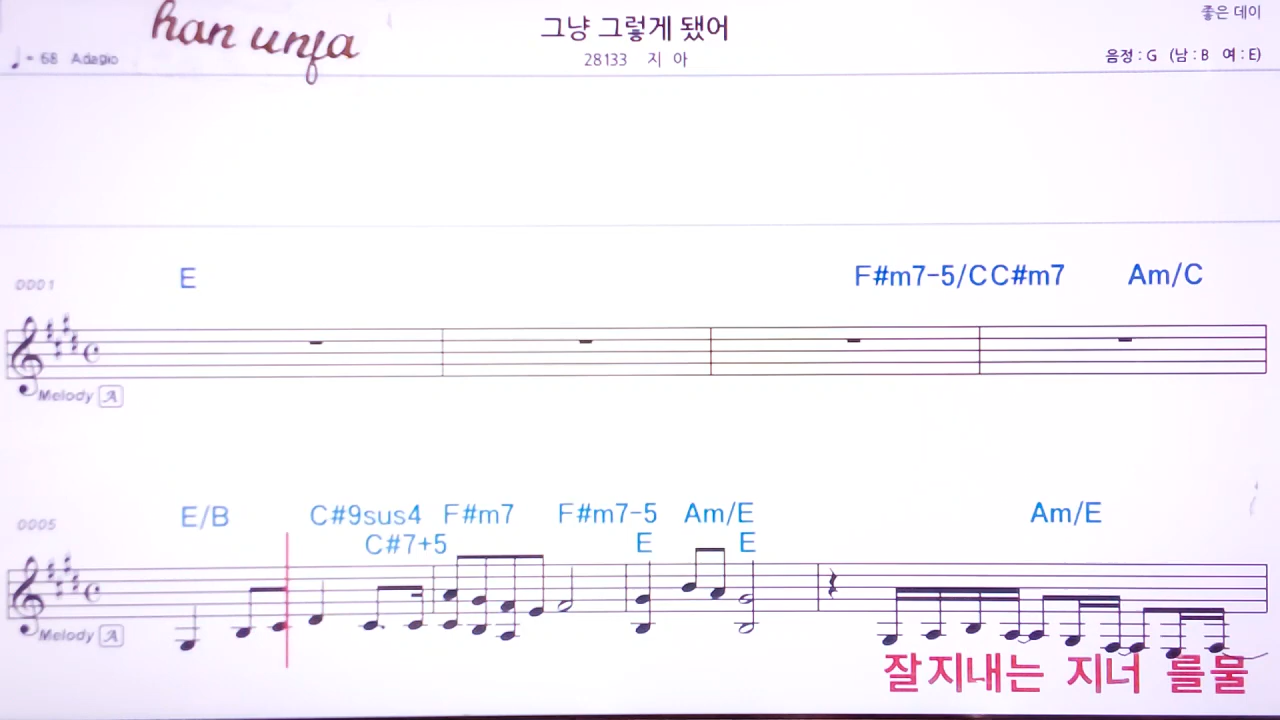 han unja
그냥 그렇게 됐어
좋은 데이
♩= 68 Adagio
28133 지 아
음정 : G (남 : B 여 : E)
0001
E F#m7-5/C C#m7 Am/C
Melody A
0005
E/B C#9sus4 F#m7 F#m7-5 Am/E Am/E
C#7+5 E E
Melody A
잘지내는 지너 를물